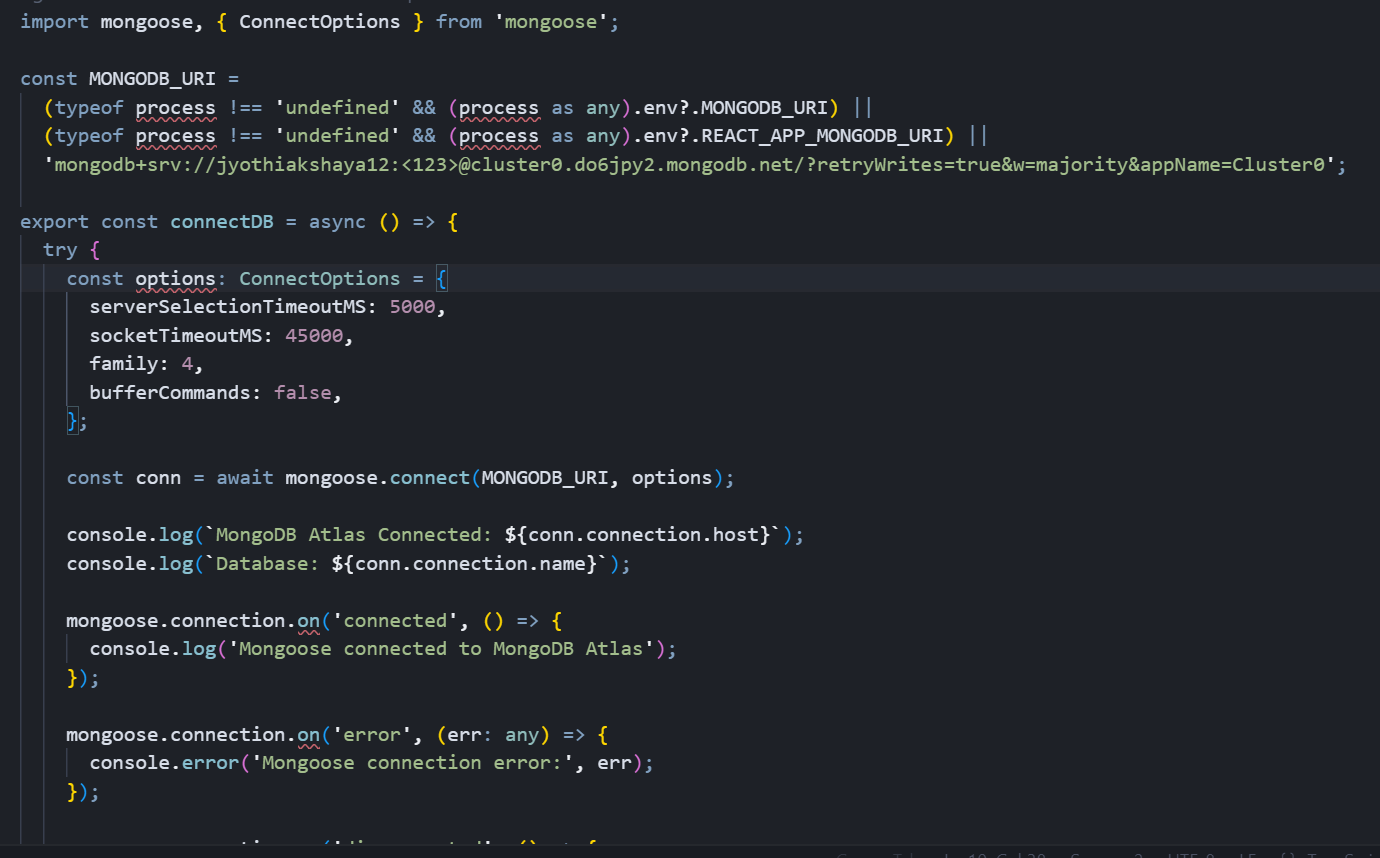 import mongoose, { ConnectOptions } from 'mongoose';
const MONGODB_URI =
(typeof process !== 'undefined' && (process as any).env?.MONGODB_URI) ||
(typeof process !== 'undefined' && (process as any).env?.REACT_APP_MONGODB_URI) ||
'mongodb+srv://jyothiakshaya12:<123>@cluster0.do6jpy2.mongodb.net/?retryWrites=true&w=majority&appName=Cluster0';
export const connectDB = async () => {
try {
const options: ConnectOptions = {
serverSelectionTimeoutMS: 5000,
socketTimeoutMS: 45000,
family: 4,
bufferCommands: false,
};
const conn = await mongoose.connect(MONGODB_URI, options);
console.log(`MongoDB Atlas Connected: ${conn.connection.host}`);
console.log(`Database: ${conn.connection.name}`);
mongoose.connection.on('connected', () => {
console.log('Mongoose connected to MongoDB Atlas');
});
mongoose.connection.on('error', (err: any) => {
console.error('Mongoose connection error:', err);
});